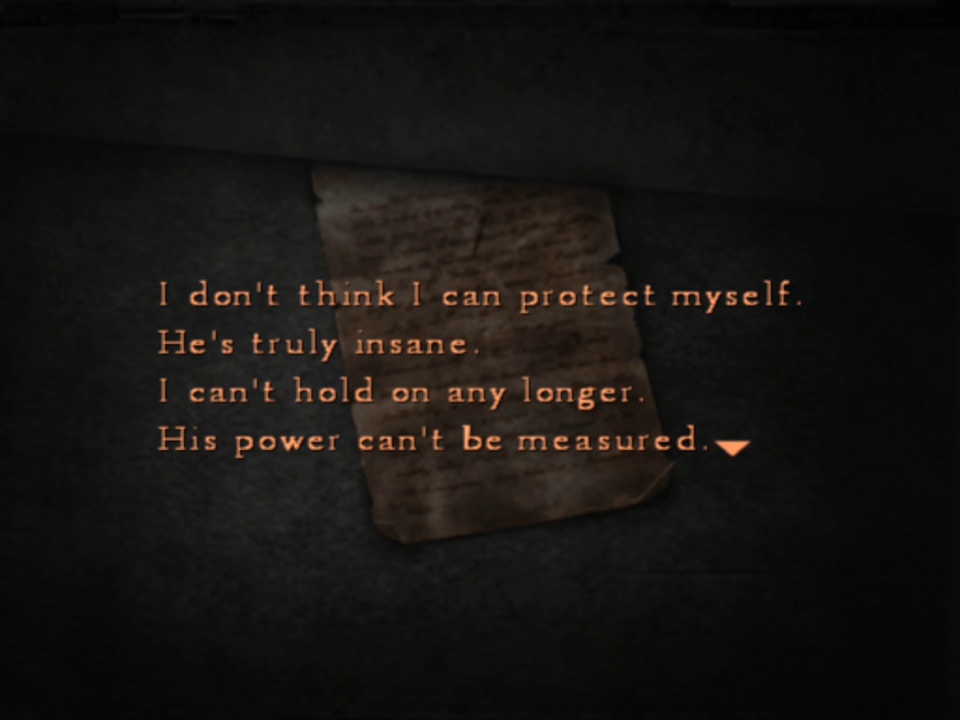 I don't think I can protect myself.
He's truly insane.
I can't hold on any longer.
His power can't be measured.